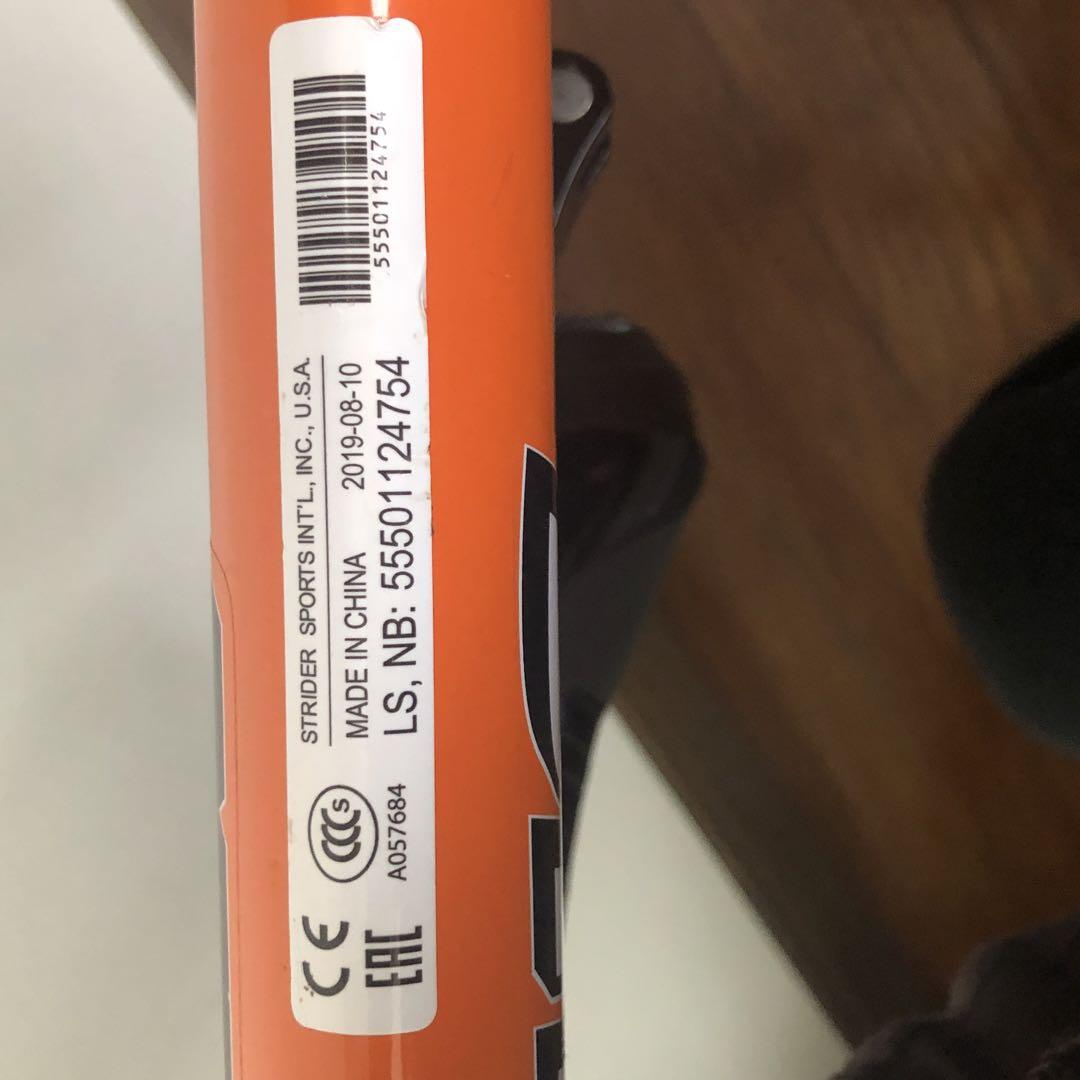 55501124754
STRIDER SPORTS INT'L., INC., U.S.A.
MADE IN CHINA 2019-08-10
LS, NB: 55501124754
CCC S
A057684
CE
EAC